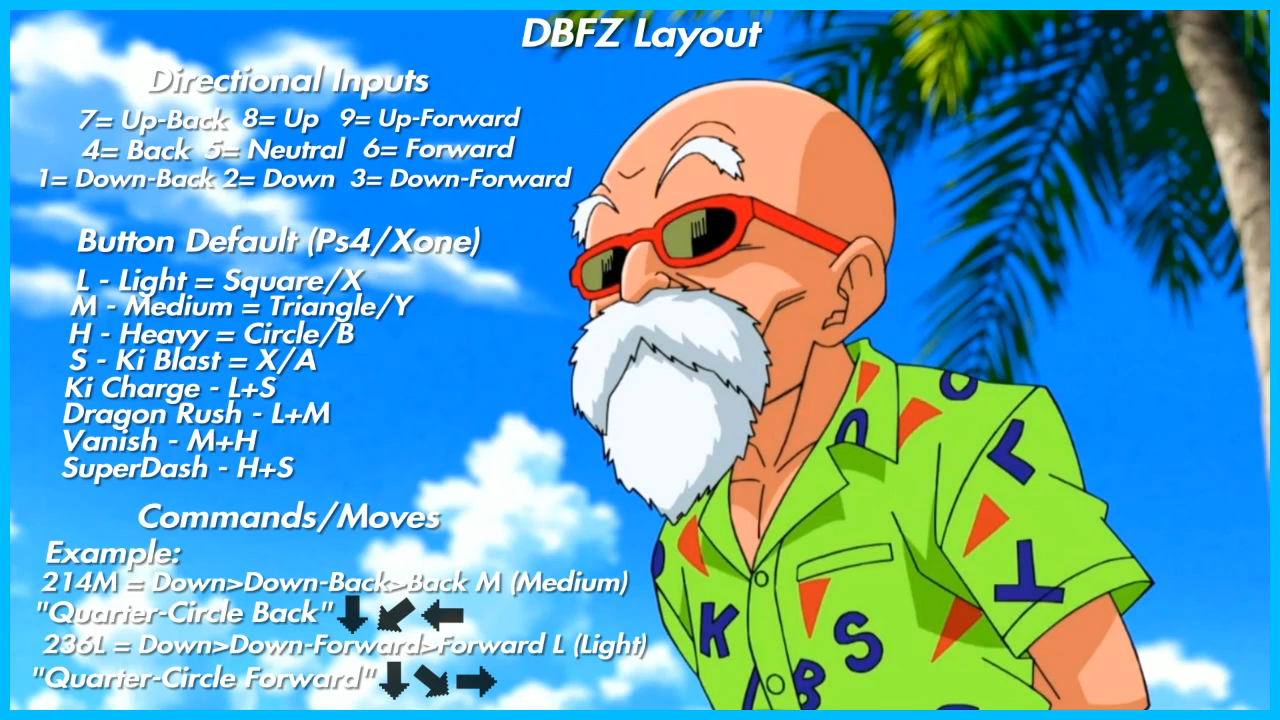 DBFZ Layout
Directional Inputs
7= Up-Back 8= Up 9= Up-Forward
4= Back 5= Neutral 6= Forward
1= Down-Back 2= Down 3= Down-Forward
Button Default (Ps4/Xone)
L - Light = Square/X
M - Medium = Triangle/Y
H - Heavy = Circle/B
S - Ki Blast = X/A
Ki Charge - L+S
Dragon Rush - L+M
Vanish - M+H
SuperDash - H+S
Commands/Moves
Example:
214M = Down>Down-Back>Back M (Medium)
"Quarter-Circle Back"
236L = Down>Down-Forward>Forward L (Light)
"Quarter-Circle Forward"